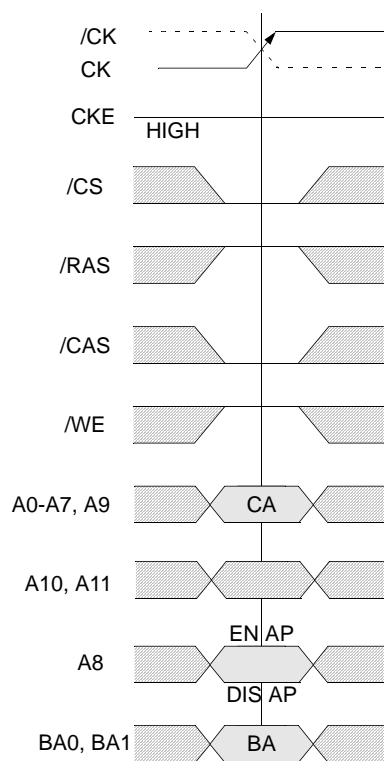 /CK
CK
CKE
HIGH
/CS
/RAS
/CAS
/WE
A0-A7, A9
CA
A10, A11
EN AP
A8
DIS AP
BA0, BA1
BA